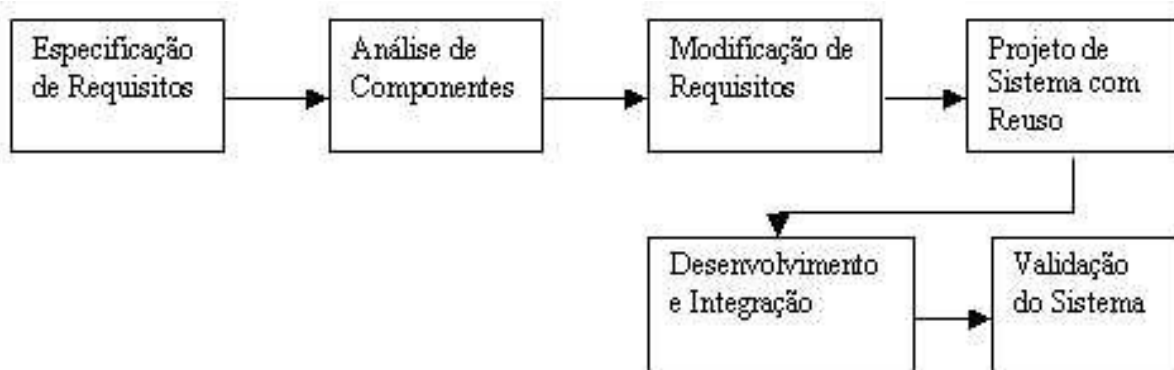 Especificação
de Requisitos
Análise de
Componentes
Modificação de
Requisitos
Projeto de
Sistema com
Reuso
Desenvolvimento
e Integração
Validação
do Sistema